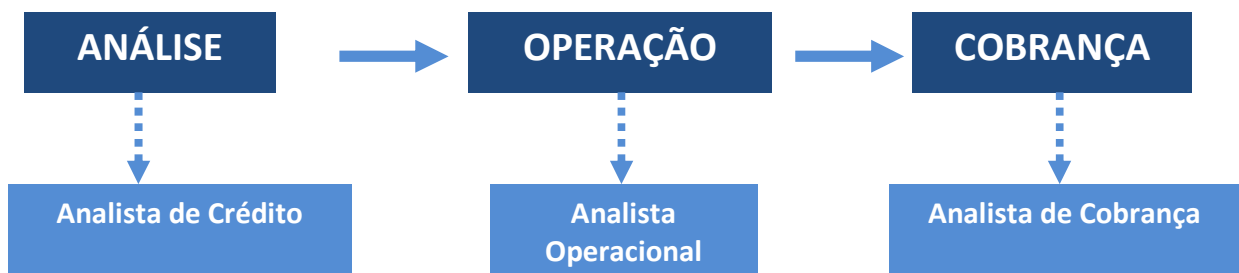 ANÁLISE
OPERAÇÃO
COBRANÇA
Analista de Crédito
Analista
Operacional
Analista de Cobrança